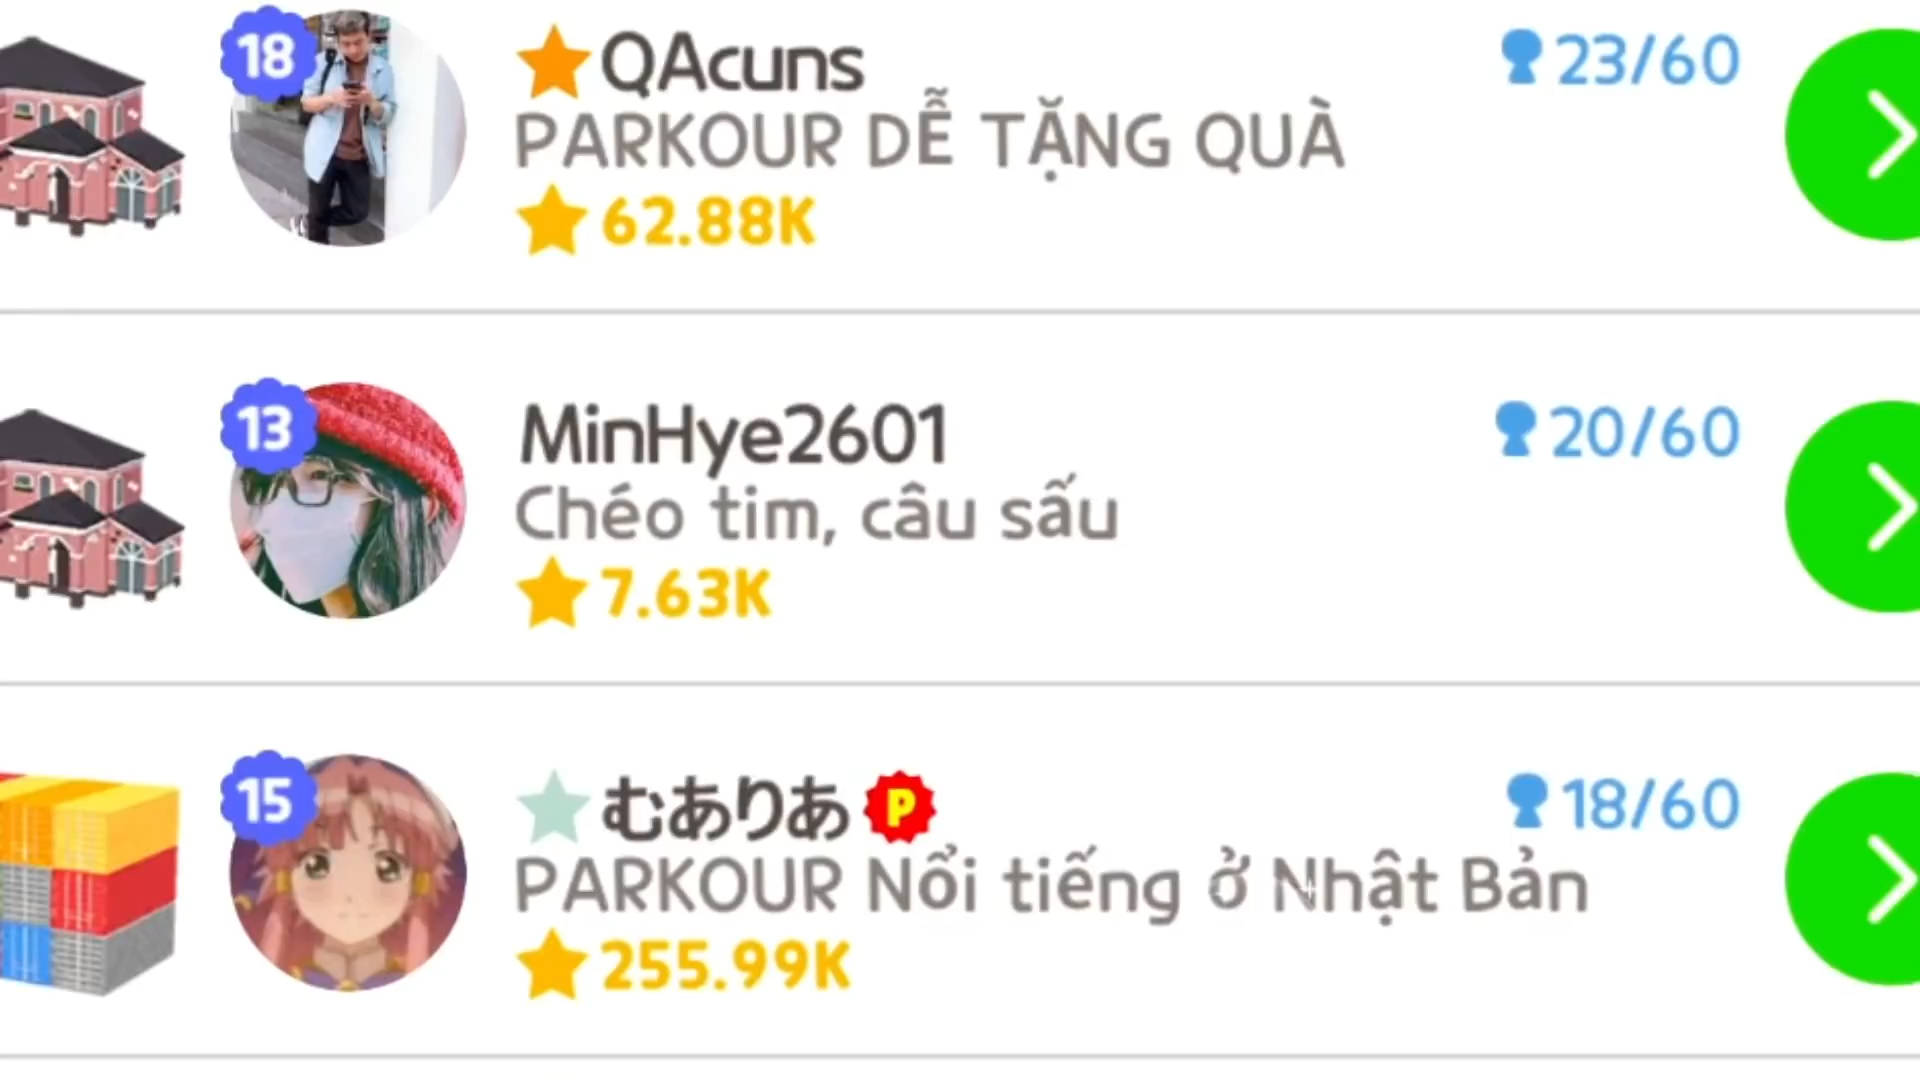 18
QAcuns
23/60
PARKOUR DỄ TẶNG QUÀ
62.88K
13
MinHye2601
20/60
Chéo tim, câu sấu
7.63K
15
むありあ P
18/60
PARKOUR Nổi tiếng ở Nhật Bản
255.99K